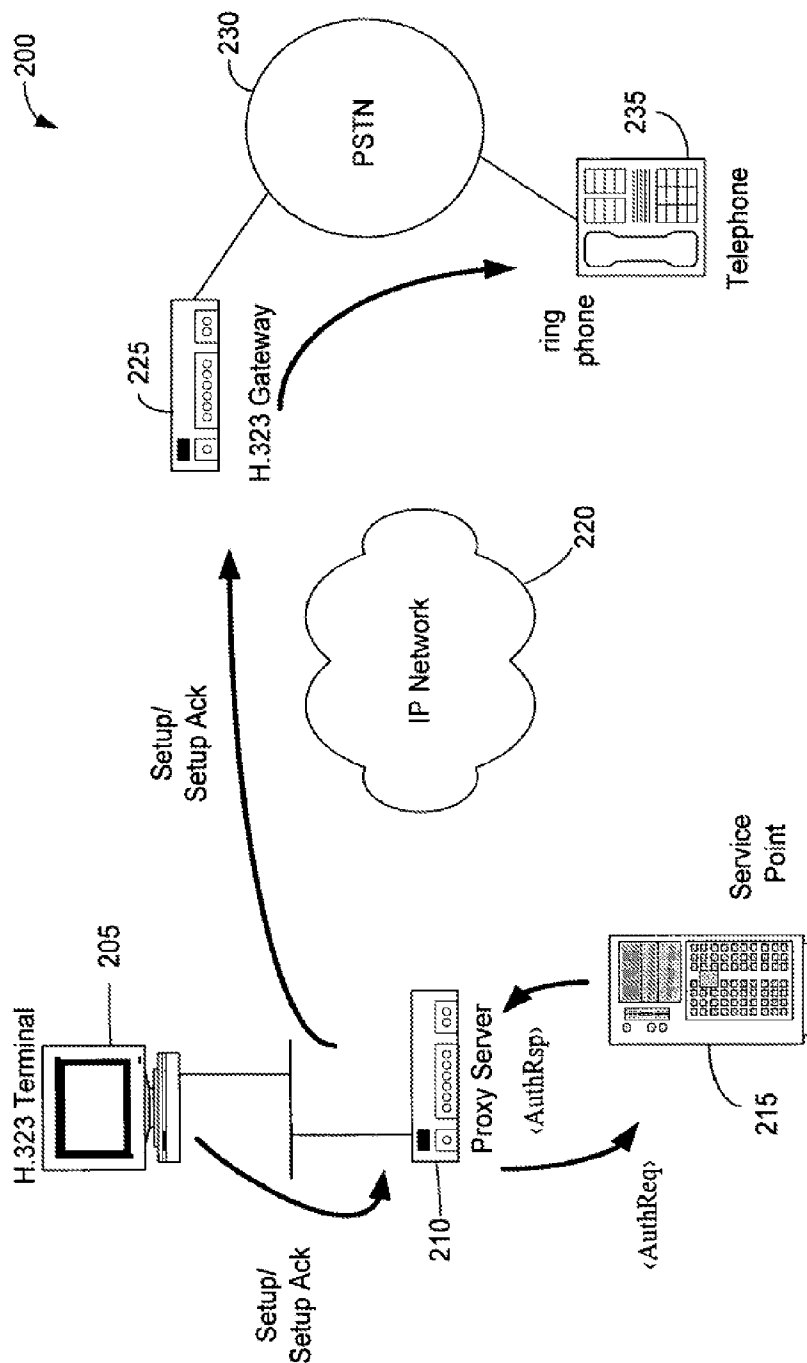 200
H.323 Terminal
205
Setup/
Setup Ack
Proxy Server
210
‹AuthReq›
‹AuthRsp›
Service
Point
215
Setup/
Setup Ack
IP Network
220
H.323 Gateway
225
PSTN
230
ring
phone
Telephone
235